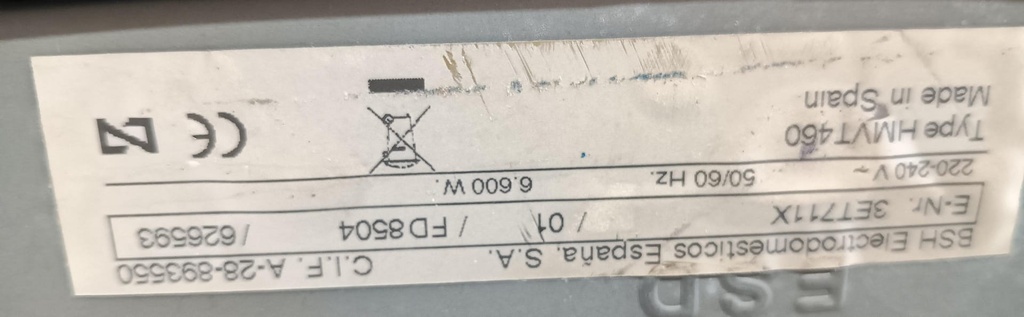 E S D
BSH Electrodomésticos España, S.A. C.I.F. A-28-893550
E-Nr. 3ET711X / 01 / FD 8504 / 626593
220-240 V ~ 50/60 Hz. 6.600 W.
Type HMVT460
Made in Spain
CE